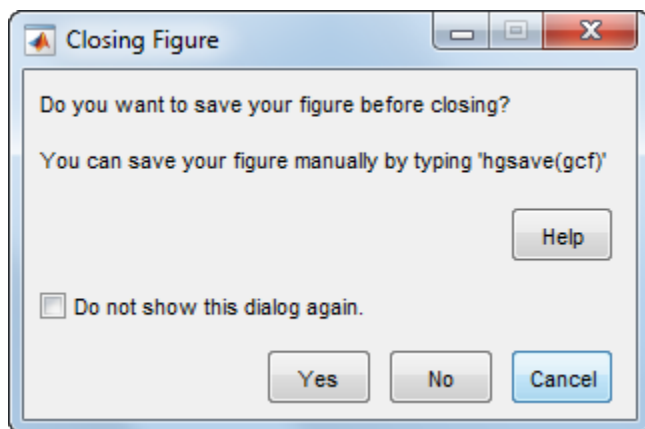 Closing Figure
Do you want to save your figure before closing?
You can save your figure manually by typing 'hgsave(gcf)'
Help
Do not show this dialog again.
Yes No Cancel